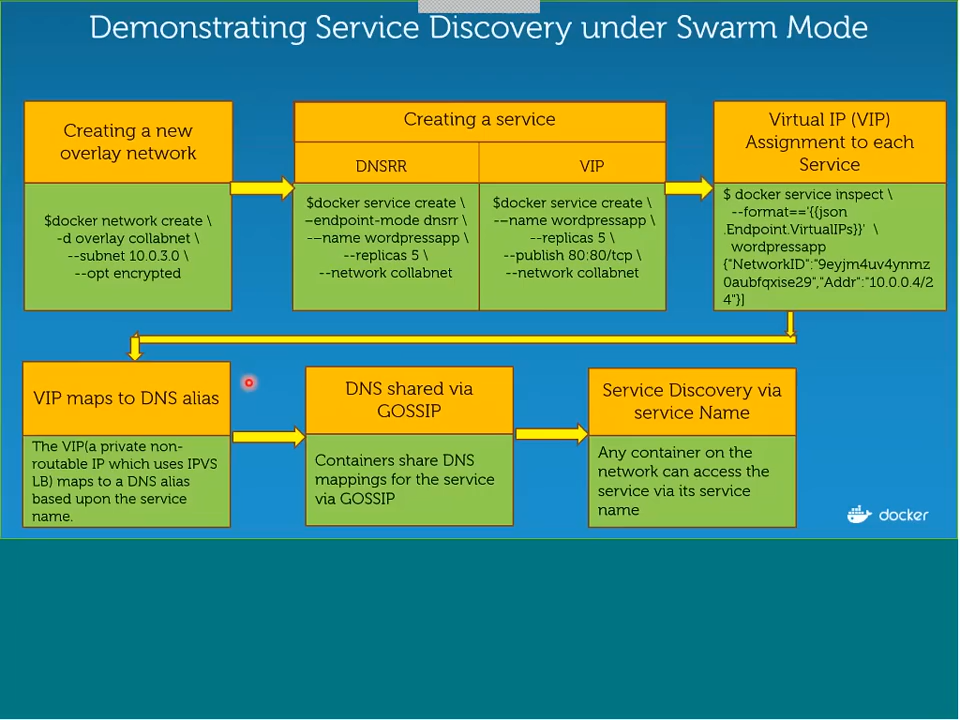 Demonstrating Service Discovery under Swarm Mode
Creating a new
overlay network
$docker network create \
-d overlay collabnet \
--subnet 10.0.3.0 \
--opt encrypted
Creating a service
DNSRR
$docker service create \
–endpoint-mode dnsrr \
-–name wordpressapp \
--replicas 5 \
--network collabnet
VIP
$docker service create \
-–name wordpressapp \
--replicas 5 \
--publish 80:80/tcp \
--network collabnet
Virtual IP (VIP)
Assignment to each
Service
$ docker service inspect \
--format=='{{json
.Endpoint.VirtualIPs}}' \
wordpressapp
{"NetworkID":"9eyjm4uv4ynmz
0aubfqxise29","Addr":"10.0.0.4/2
4"}]
VIP maps to DNS alias
The VIP(a private non-
routable IP which uses IPVS
LB) maps to a DNS alias
based upon the service
name.
DNS shared via
GOSSIP
Containers share DNS
mappings for the service
via GOSSIP
Service Discovery via
service Name
Any container on the
network can access the
service via its service
name
docker